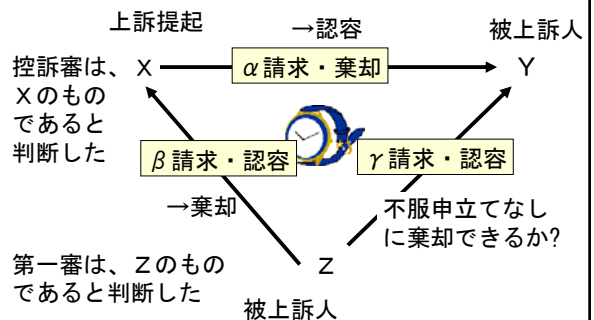 上訴提起
→認容
被上訴人
控訴審は、
Xのもの
であると
判断した
X
α請求・棄却
Y
β請求・認容
γ請求・認容
→棄却
不服申立てなし
に棄却できるか?
第一審は、Zのもの
であると判断した
Z
被上訴人